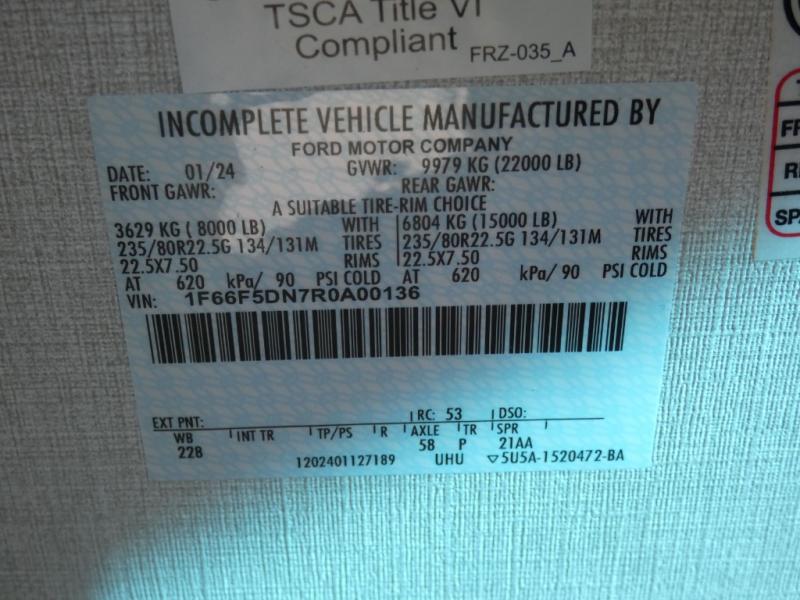 TSCA Title VI
Compliant
FRZ-035_A
INCOMPLETE VEHICLE MANUFACTURED BY
FORD MOTOR COMPANY
DATE: 01/24 GVWR: 9979 KG (22000 LB)
FRONT GAWR: REAR GAWR:
A SUITABLE TIRE-RIM CHOICE
3629 KG ( 8000 LB) WITH 6804 KG (15000 LB) WITH
235/80R22.5G 134/131M TIRES 235/80R22.5G 134/131M TIRES
22.5X7.50 RIMS 22.5X7.50 RIMS
AT 620 kPa/ 90 PSI COLD AT 620 kPa/ 90 PSI COLD
VIN: 1F66F5DN7R0A00136
EXT PNT: RC: 53 DSO:
WB INT TR TP/PS R AXLE TR SPR
228 58 P 21AA
1202401127189 UHU ▽5U5A-1520472-BA